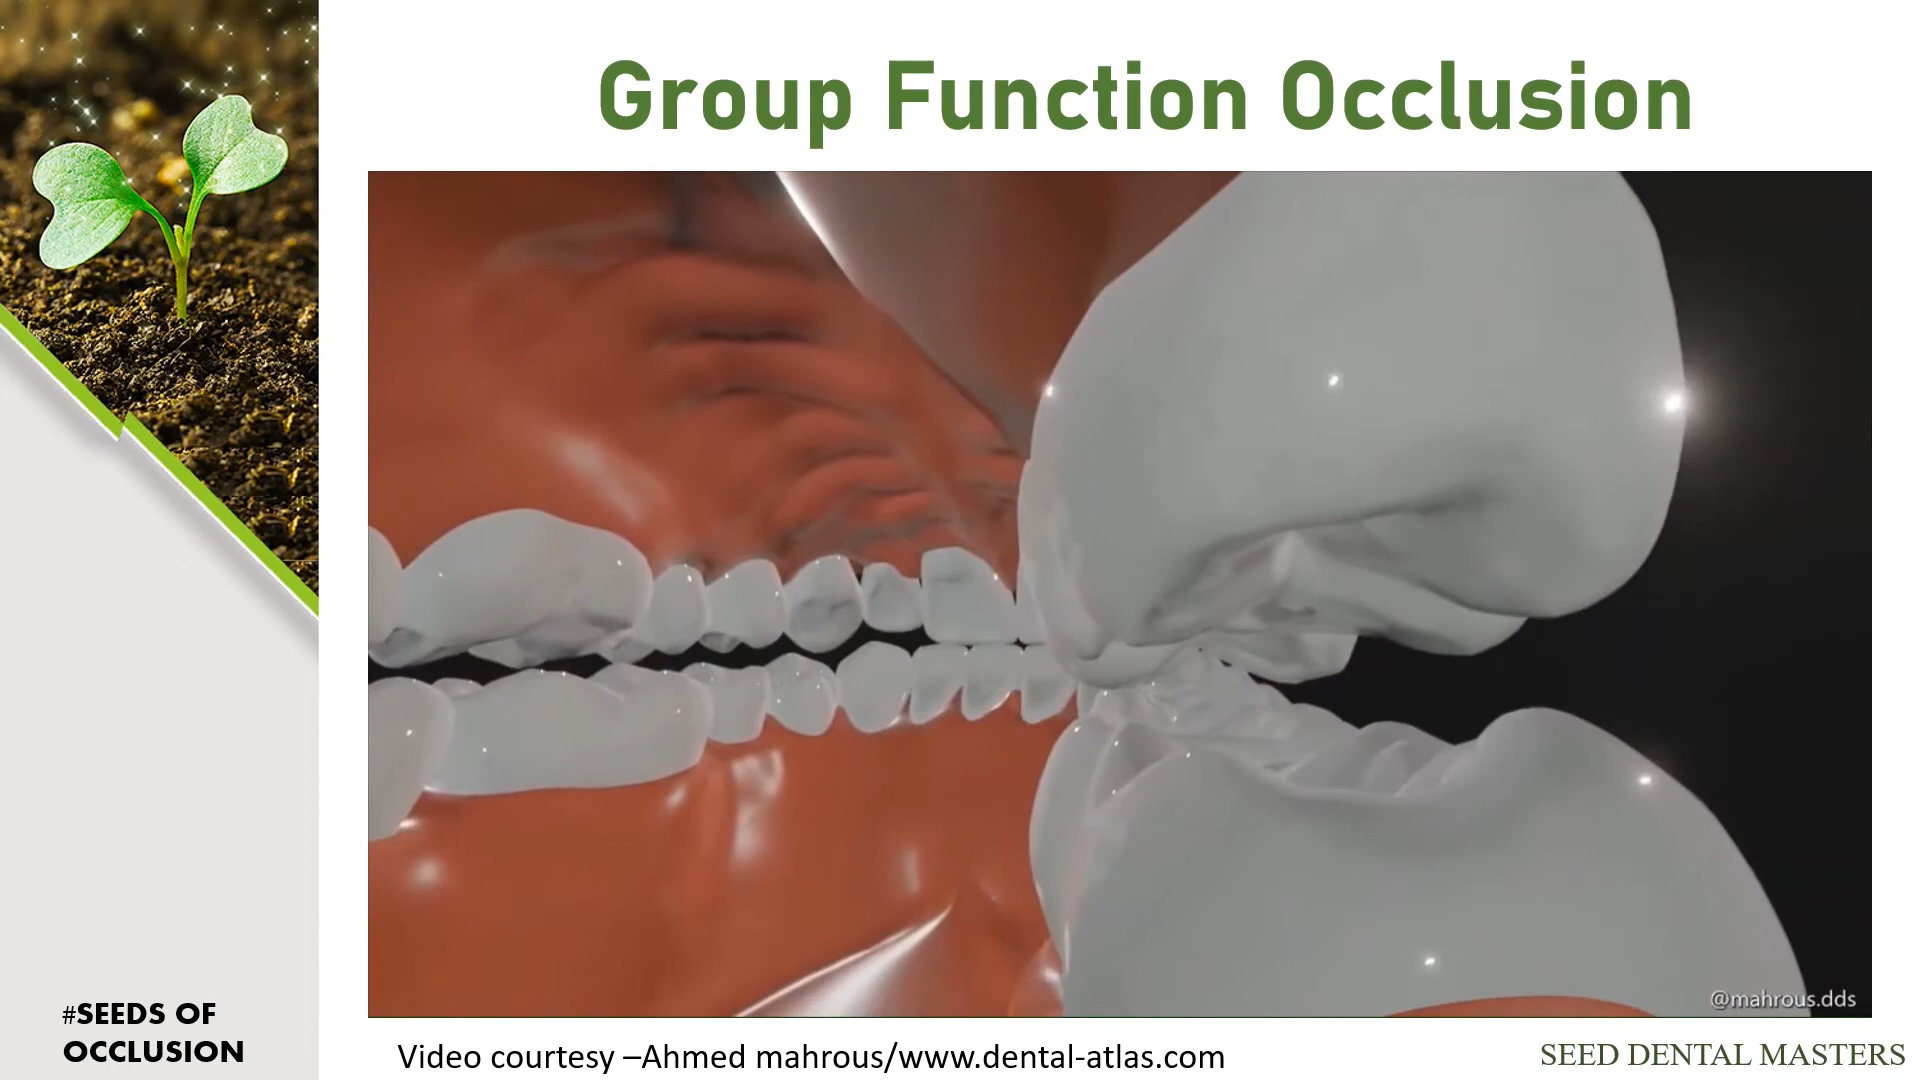 Group Function Occlusion
@mahrous.dds
#SEEDS OF
OCCLUSION
Video courtesy –Ahmed mahrous/www.dental-atlas.com
SEED DENTAL MASTERS